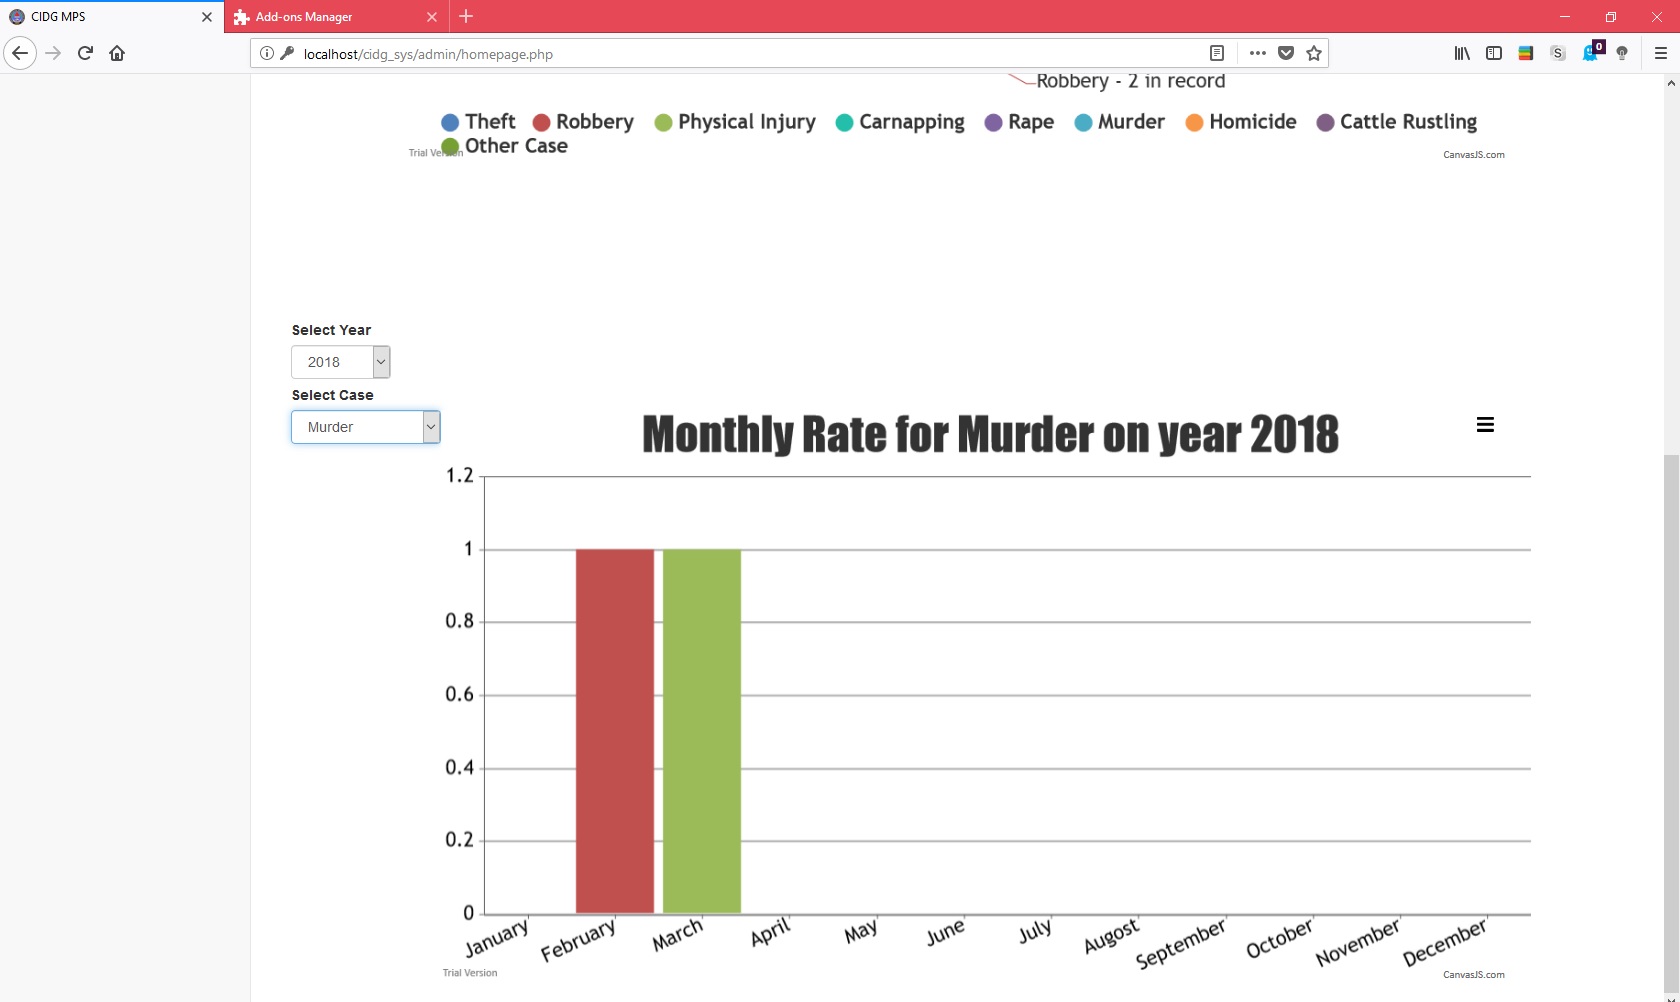 CIDG MPS
Add-ons Manager
localhost/cidg_sys/admin/homepage.php
S
0
Robbery - 2 in record
Theft Robbery Physical Injury Carnapping Rape Murder Homicide Cattle Rustling
Other Case
Trial Version
CanvasJS.com
Select Year
2018
Select Case
Murder
Monthly Rate for Murder on year 2018
1.2
1
0.8
0.6
0.4
0.2
0
January February March April May June July Augost September October November December
Trial Version
CanvasJS.com